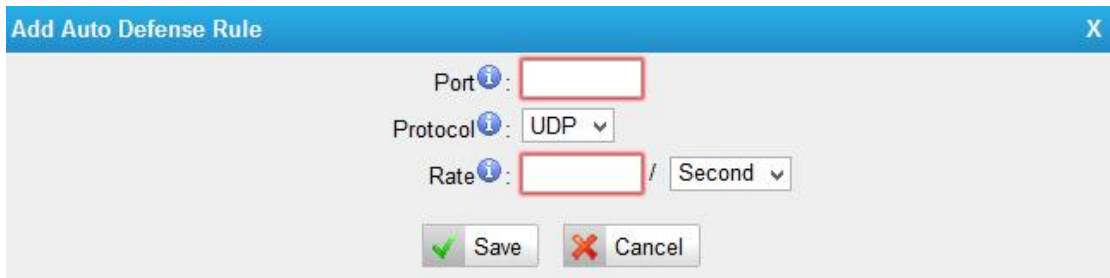 Add Auto Defense Rule X
Port i :
Protocol i : UDP
Rate i : / Second
Save Cancel